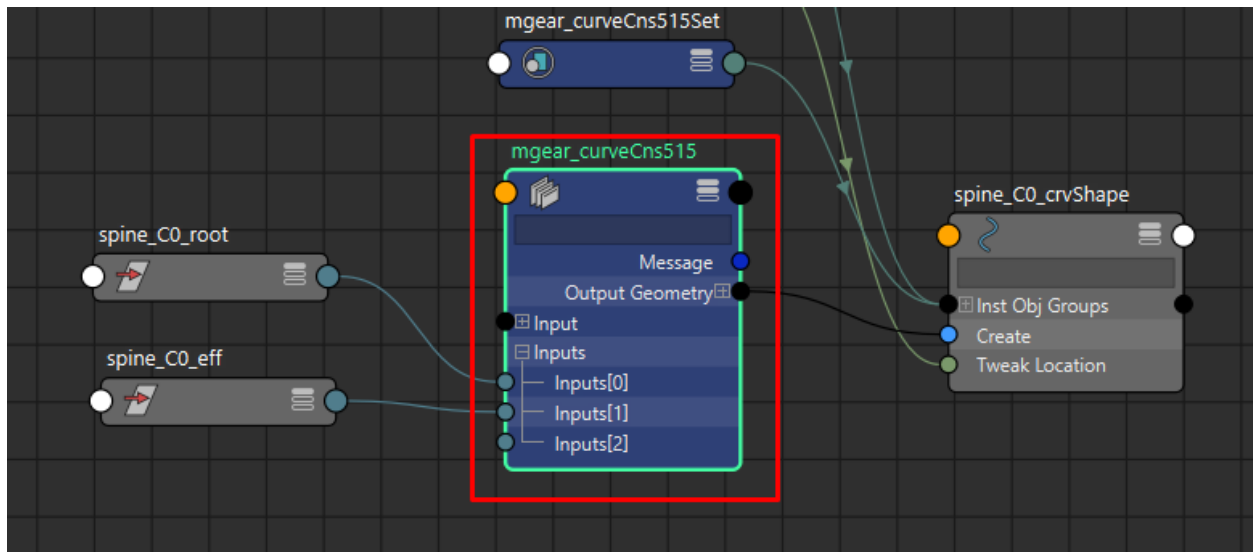 mgear_curveCns515Set
mgear_curveCns515
Message
Output Geometry
Input
Inputs
Inputs[0]
Inputs[1]
Inputs[2]
spine_C0_root
spine_C0_eff
spine_C0_crvShape
Inst Obj Groups
Create
Tweak Location